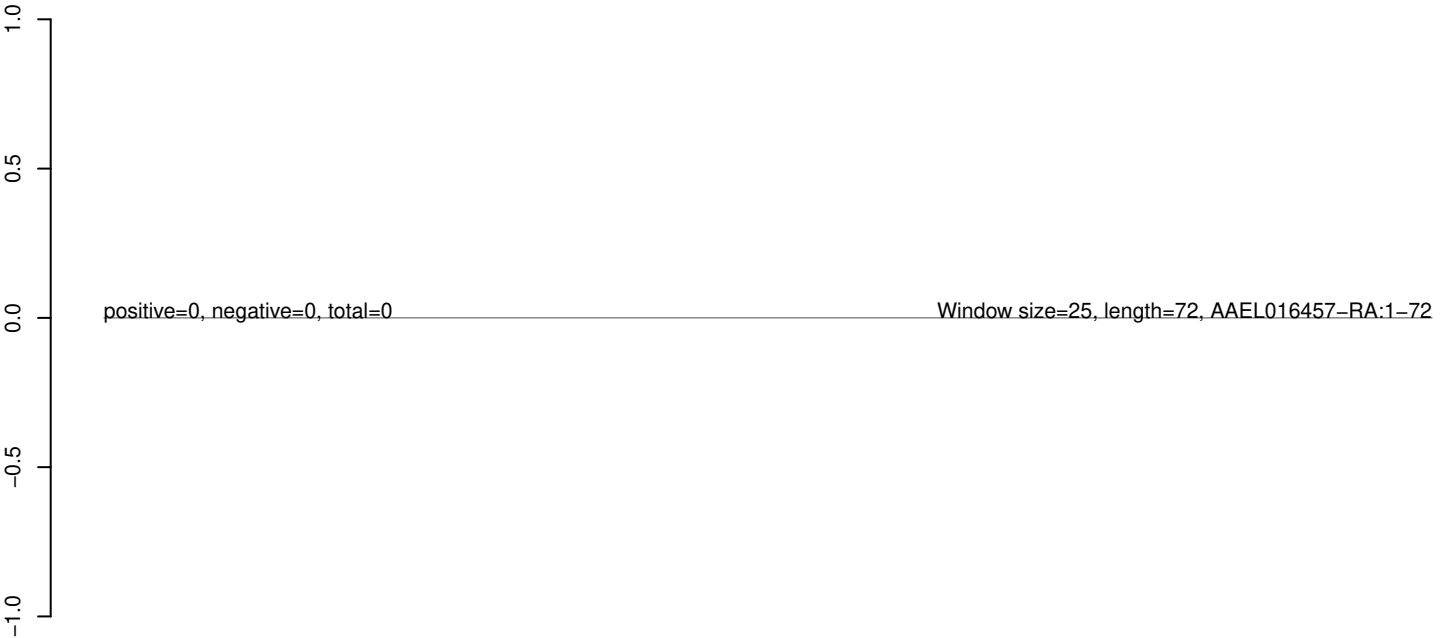 1.0
0.5
0.0
−0.5
−1.0
positive=0, negative=0, total=0
Window size=25, length=72, AAEL016457−RA:1−72